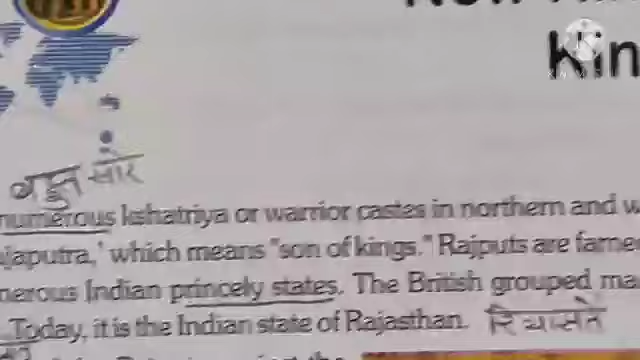 Kin
बहुत सारे
numerous kshatriya or warrior castes in northern and w
ajaputra,' which means "son of kings." Rajputs are famed
nerous Indian princely states. The British grouped ma
Today, it is the Indian state of Rajasthan. रियासते